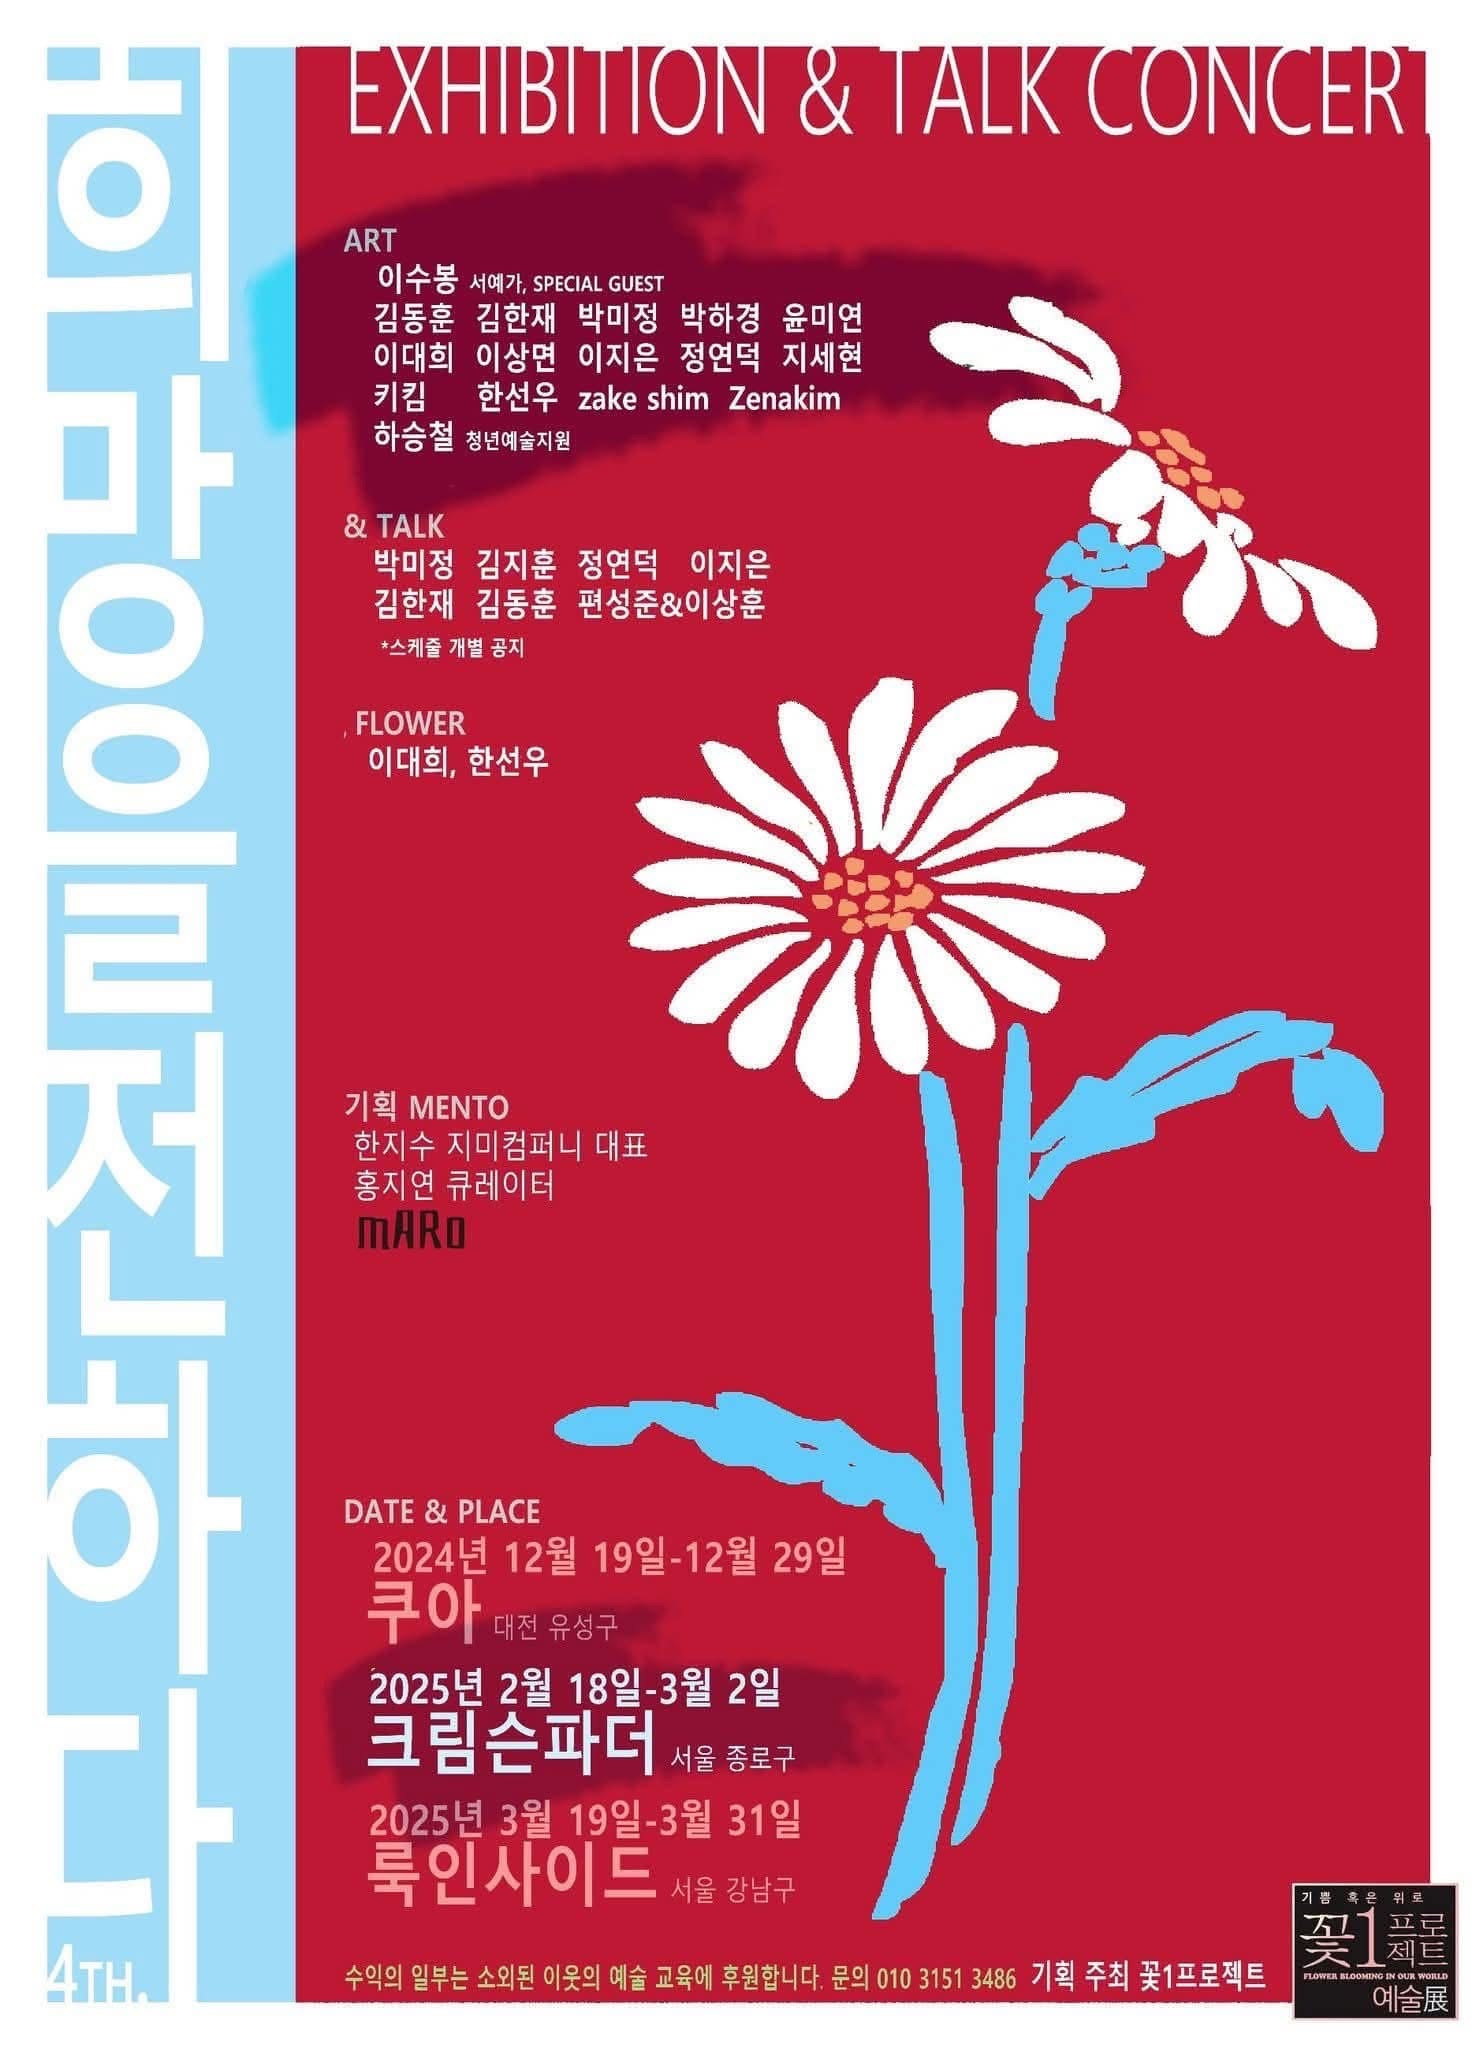 희망이르전하나
4TH.
EXHIBITION & TALK CONCERT
ART
이수봉 서예가, SPECIAL GUEST
김동훈 김한재 박미정 박하경 윤미연
이대희 이상면 이지은 정연덕 지세현
키킴 한선우 zake shim Zenakim
하승철 청년예술지원
& TALK
박미정 김지훈 정연덕 이지은
김한재 김동훈 편성준&이상훈
*스케줄 개별 공지
, FLOWER
이대희, 한선우
기획 MENTO
한지수 지미컴퍼니 대표
홍지연 큐레이터
mARo
DATE & PLACE
2024년 12월 19일-12월 29일
쿠아 대전 유성구
2025년 2월 18일-3월 2일
크림슨파더 서울 종로구
2025년 3월 19일-3월 31일
룩인사이드 서울 강남구
수익의 일부는 소외된 이웃의 예술 교육에 후원합니다. 문의 010 3151 3486 기획 주최 꽃1프로젝트
기쁨 혹은 위로
꽃1프로젝트
FLOWER BLOOMING IN OUR WORLD
예술展